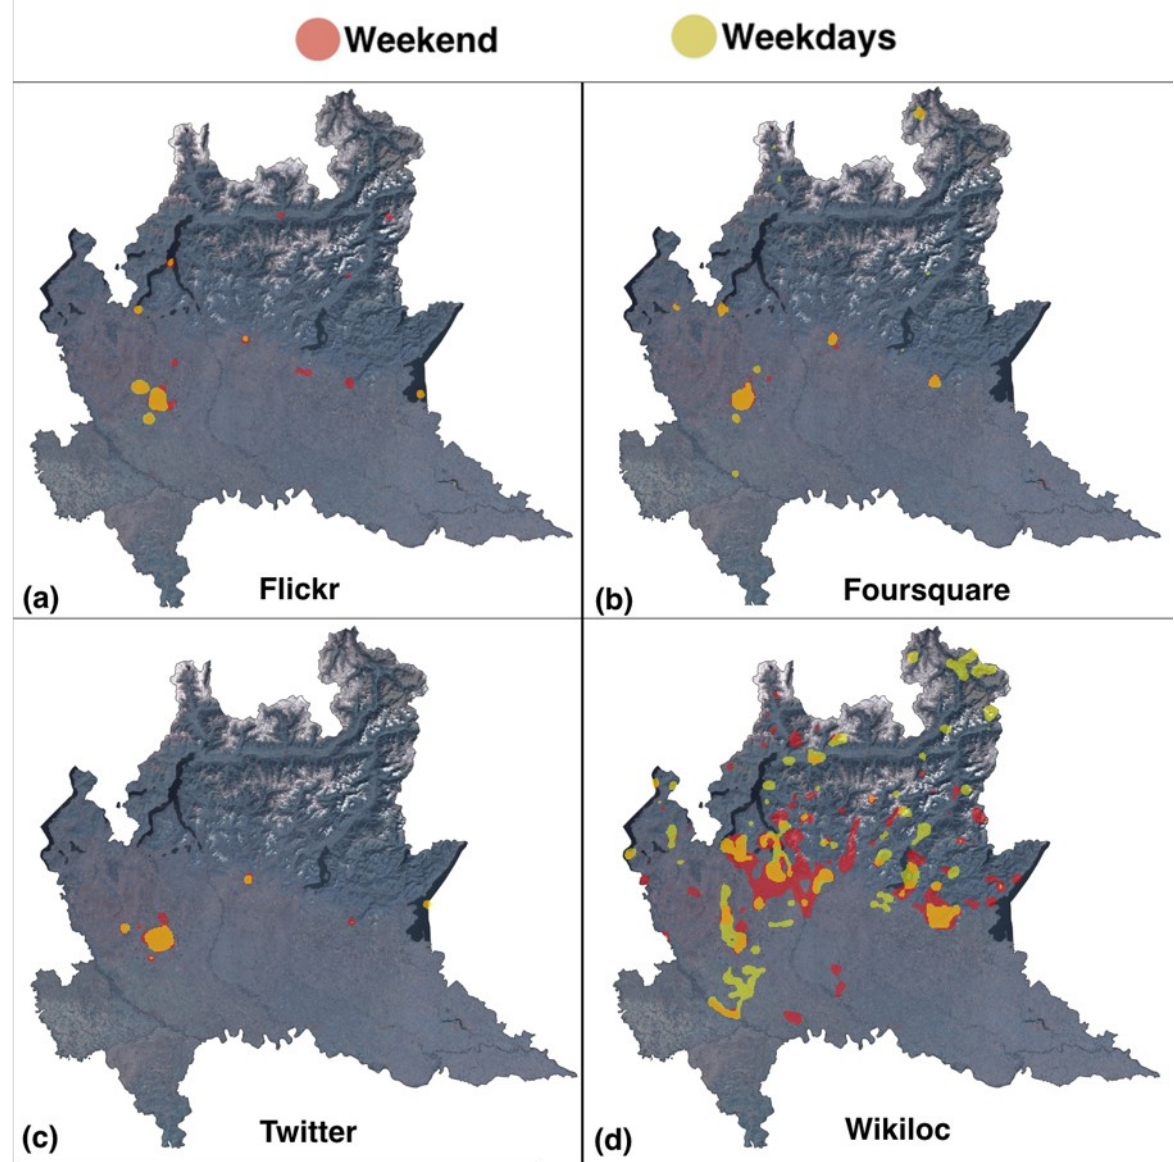 Weekend Weekdays
(a) Flickr
(b) Foursquare
(c) Twitter
(d) Wikiloc